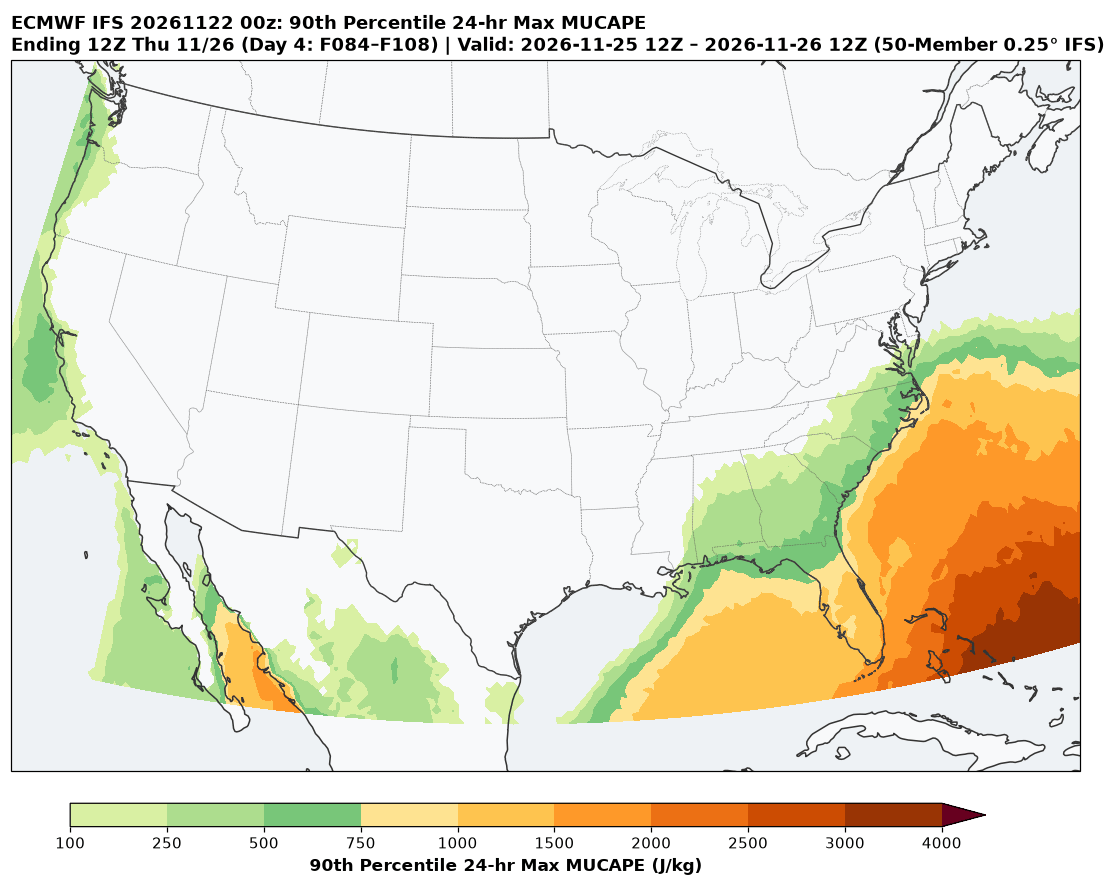 ECMWF IFS 20261122 00z: 90th Percentile 24-hr Max MUCAPE
Ending 12Z Thu 11/26 (Day 4: F084–F108) | Valid: 2026-11-25 12Z – 2026-11-26 12Z (50-Member 0.25° IFS)
100 250 500 750 1000 1500 2000 2500 3000 4000
90th Percentile 24-hr Max MUCAPE (J/kg)